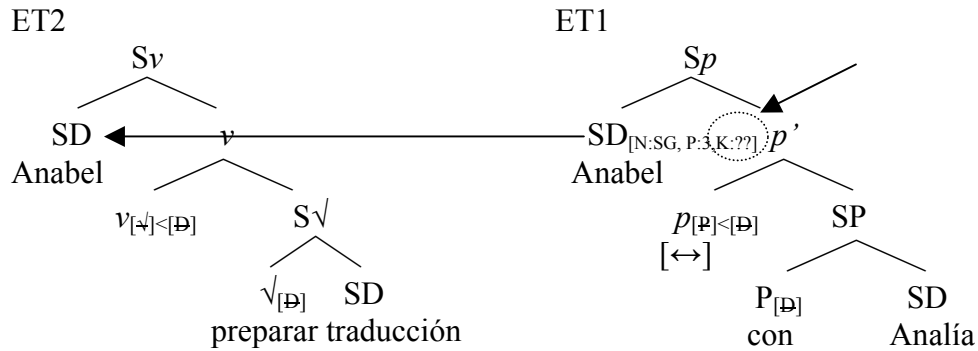 ET2 ET1
Sv Sp
SD v SD[N:SG, P:3,K:??] p’
Anabel Anabel
v[√]<[D] S√ p[P]<[D] SP
[↔]
√[D] SD P[D] SD
preparar traducción con Analía